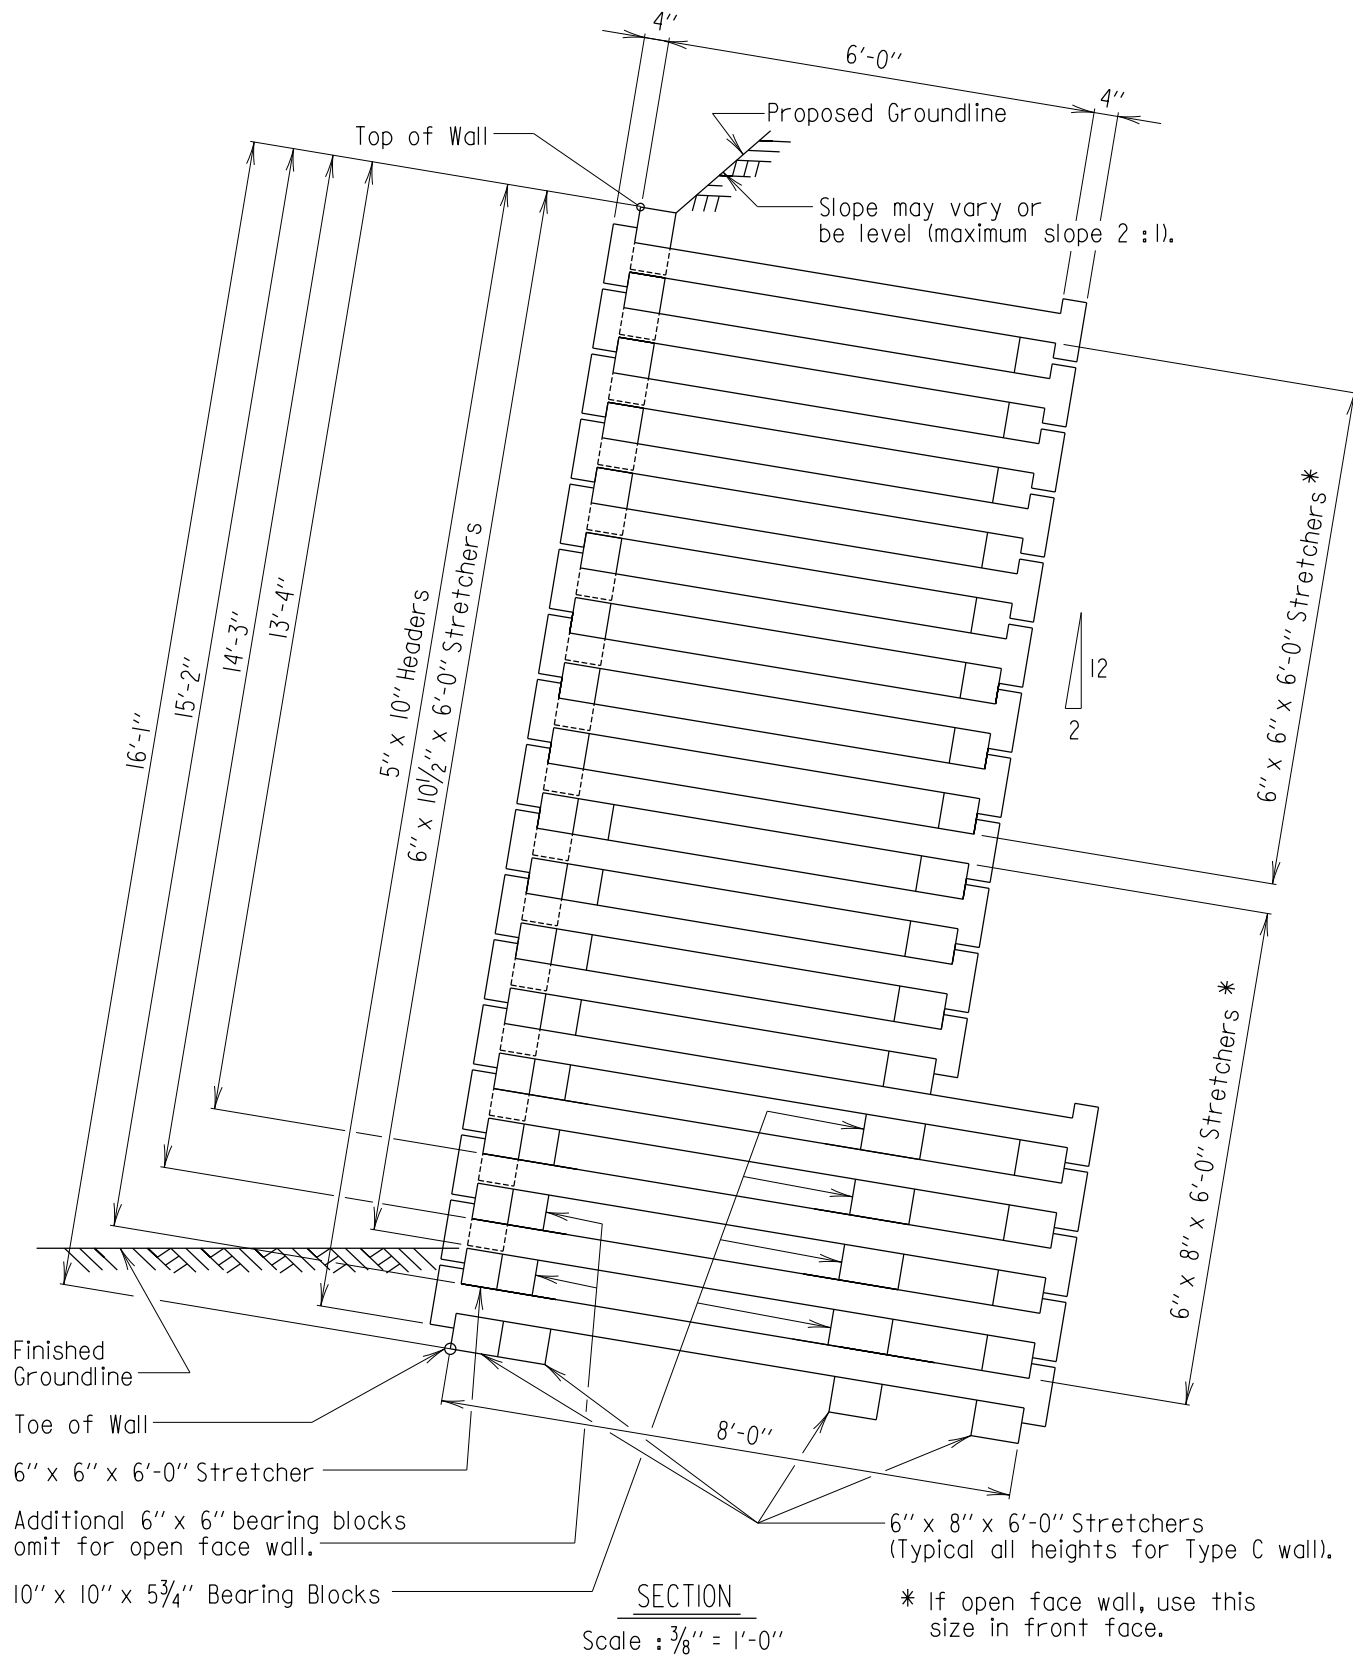 4"
6'-0"
4"
Proposed Groundline
Top of Wall
Slope may vary or
be level (maximum slope 2 : 1).
16'-1"
15'-2"
14'-3"
13'-4"
5" x 10" Headers
6" x 10 1/2" x 6'-0" Stretchers
6" x 6" x 6'-0" Stretchers *
12
2
6" x 8" x 6'-0" Stretchers *
Finished
Groundline
Toe of Wall
8'-0"
6" x 6" x 6'-0" Stretcher
Additional 6" x 6" bearing blocks
omit for open face wall.
6" x 8" x 6'-0" Stretchers
(Typical all heights for Type C wall).
10" x 10" x 5 3/4" Bearing Blocks
SECTION
Scale : 3/8" = 1'-0"
* If open face wall, use this
size in front face.